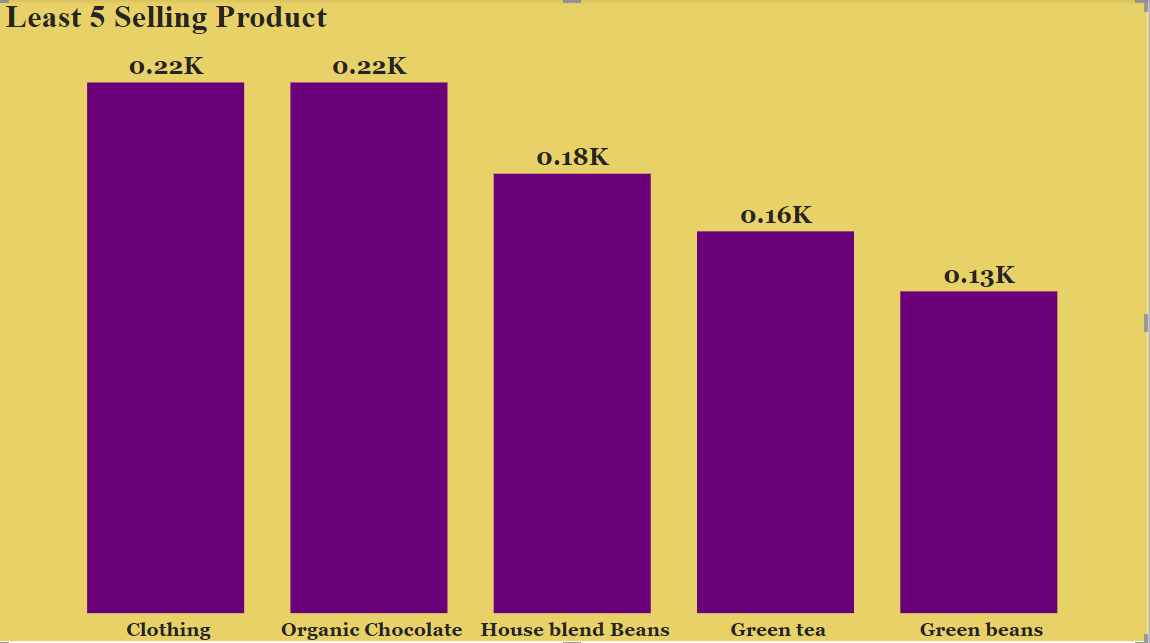 Least 5 Selling Product
0.22K
0.22K
0.18K
0.16K
0.13K
Clothing
Organic Chocolate
House blend Beans
Green tea
Green beans